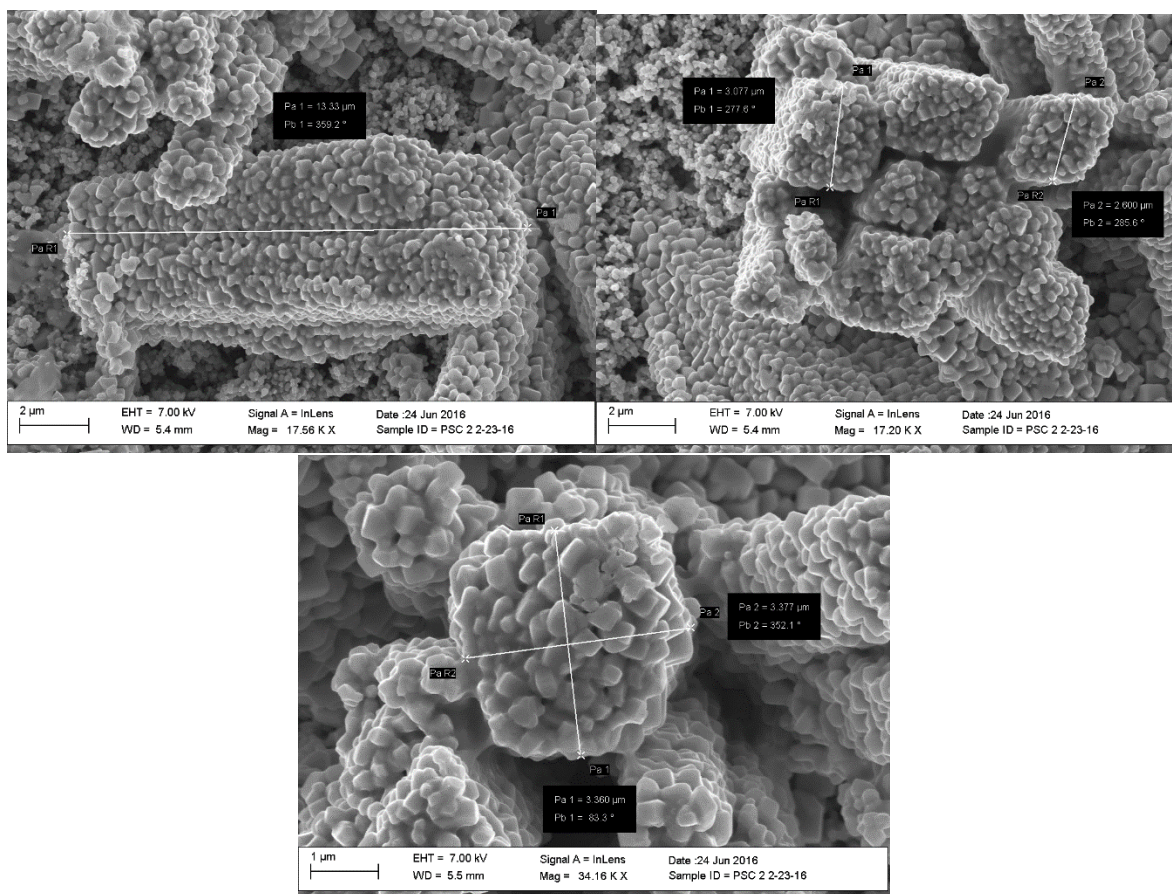 Pa 1 = 13.33 µm
Pb 1 = 359.2 °
Pa 1
Pa R1
2 µm
EHT = 7.00 kV
Signal A = InLens
Date :24 Jun 2016
WD = 5.4 mm
Mag = 17.56 K X
Sample ID = PSC 2 2-23-16
Pa 1
Pa 2
Pa 1 = 3.077 µm
Pb 1 = 277.6 °
Pa R1
Pa R2
Pa 2 = 2.600 µm
Pb 2 = 285.6 °
2 µm
EHT = 7.00 kV
Signal A = InLens
Date :24 Jun 2016
WD = 5.4 mm
Mag = 17.20 K X
Sample ID = PSC 2 2-23-16
Pa R1
Pa 2
Pa 2 = 3.377 µm
Pb 2 = 352.1 °
Pa R2
Pa 1
Pa 1 = 3.360 µm
Pb 1 = 83.3 °
1 µm
EHT = 7.00 kV
Signal A = InLens
Date :24 Jun 2016
WD = 5.5 mm
Mag = 34.16 K X
Sample ID = PSC 2 2-23-16